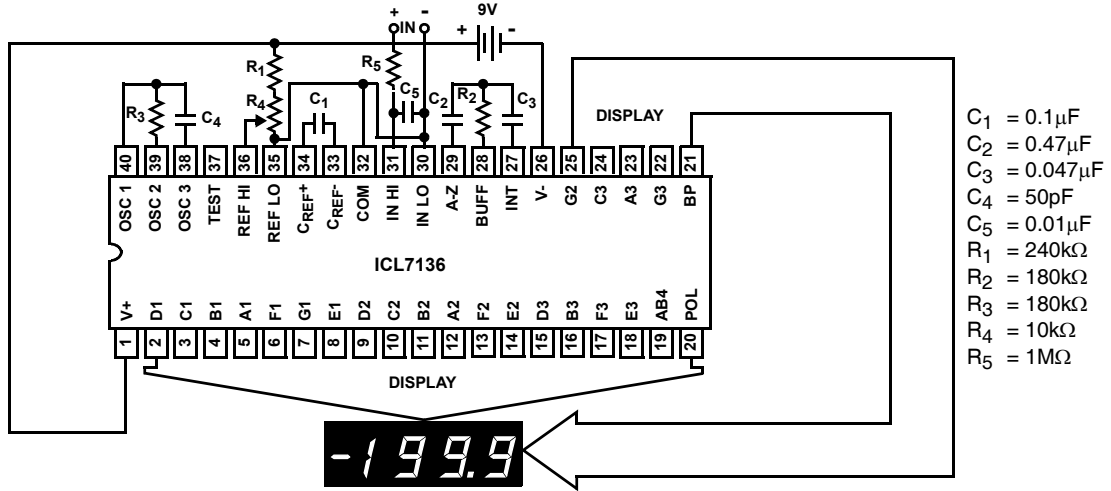 + IN - 
+ 9V -
R1
R5
R4
C1
C5
C2
R2
C3
R3
C4
DISPLAY
40 39 38 37 36 35 34 33 32 31 30 29 28 27 26 25 24 23 22 21
OSC 1 OSC 2 OSC 3 TEST REF HI REF LO CREF+ CREF- COM IN HI IN LO A-Z BUFF INT V- G2 C3 A3 G3 BP
ICL7136
V+ D1 C1 B1 A1 F1 G1 E1 D2 C2 B2 A2 F2 E2 D3 B3 F3 E3 AB4 POL
1 2 3 4 5 6 7 8 9 10 11 12 13 14 15 16 17 18 19 20
DISPLAY
-199.9
C1 = 0.1μF
C2 = 0.47μF
C3 = 0.047μF
C4 = 50pF
C5 = 0.01μF
R1 = 240kΩ
R2 = 180kΩ
R3 = 180kΩ
R4 = 10kΩ
R5 = 1MΩ